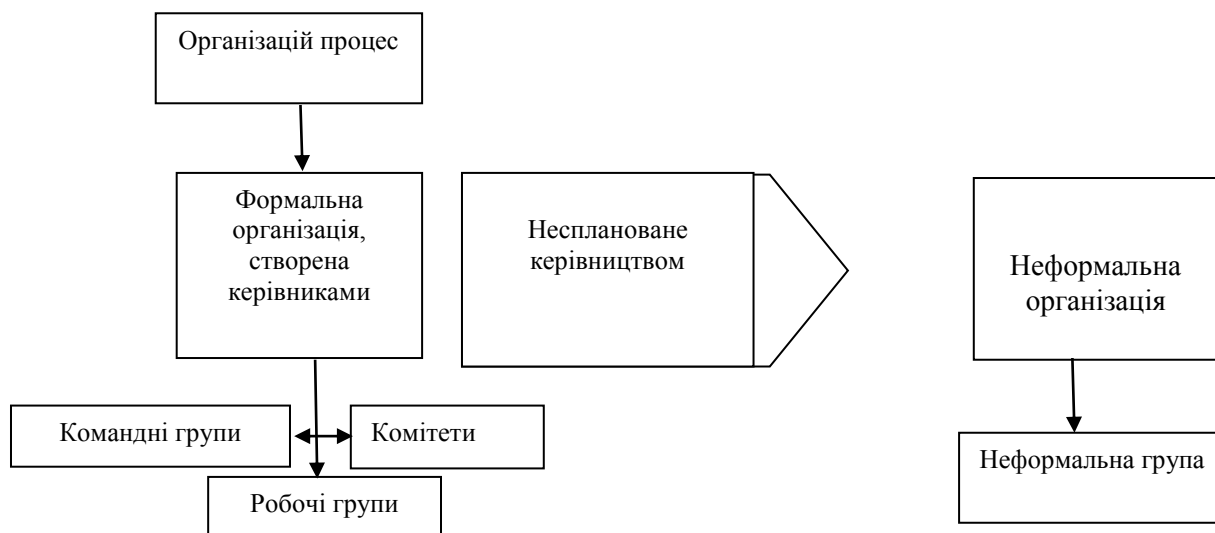 Організацій процес
Формальна
організація,
створена
керівниками
Несплановане
керівництвом
Неформальна
організація
Командні групи
Комітети
Неформальна група
Робочі групи